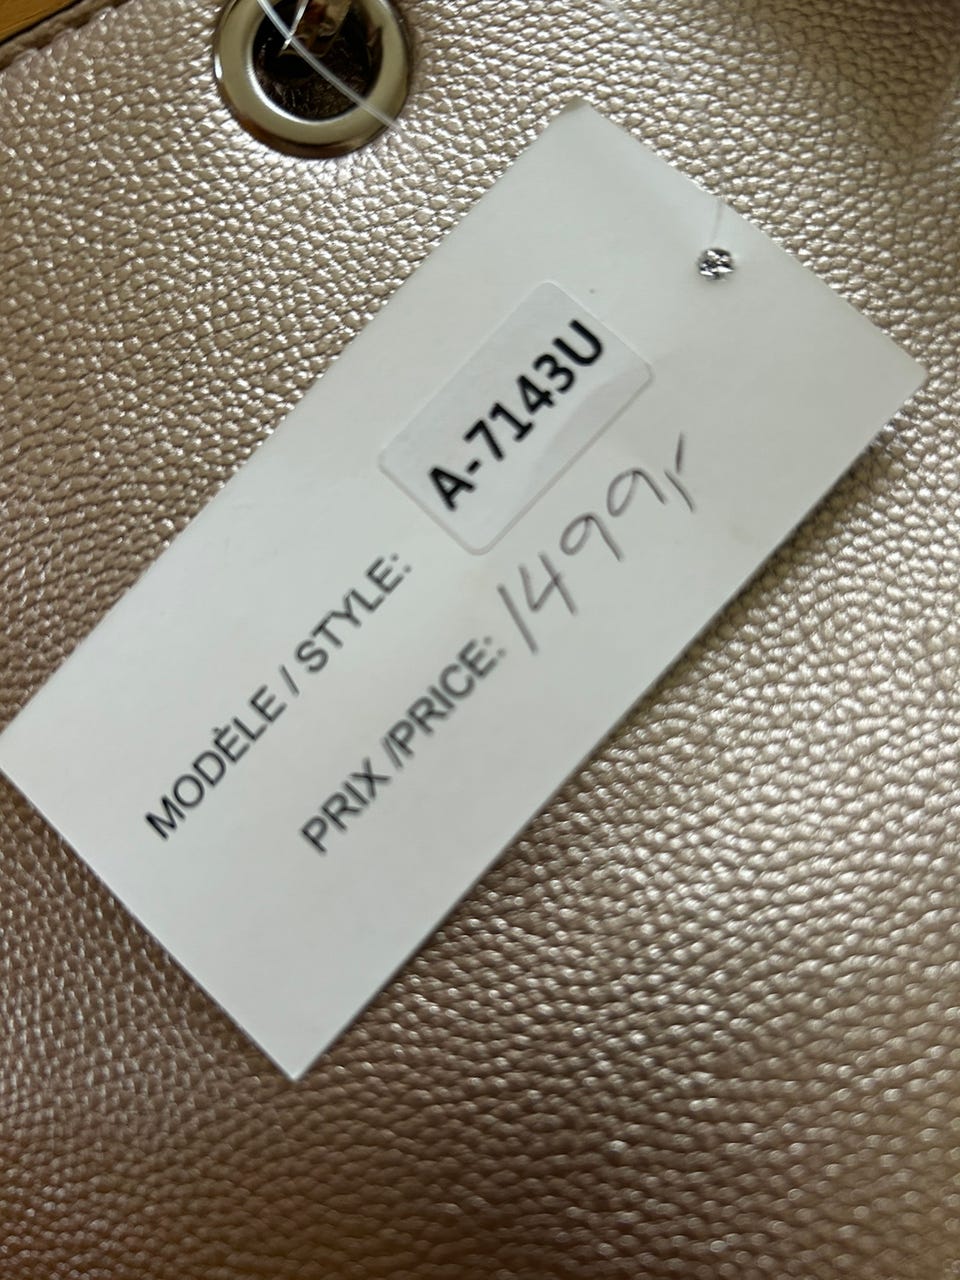 MODÈLE / STYLE: A-7143U
PRIX /PRICE: 1499,-